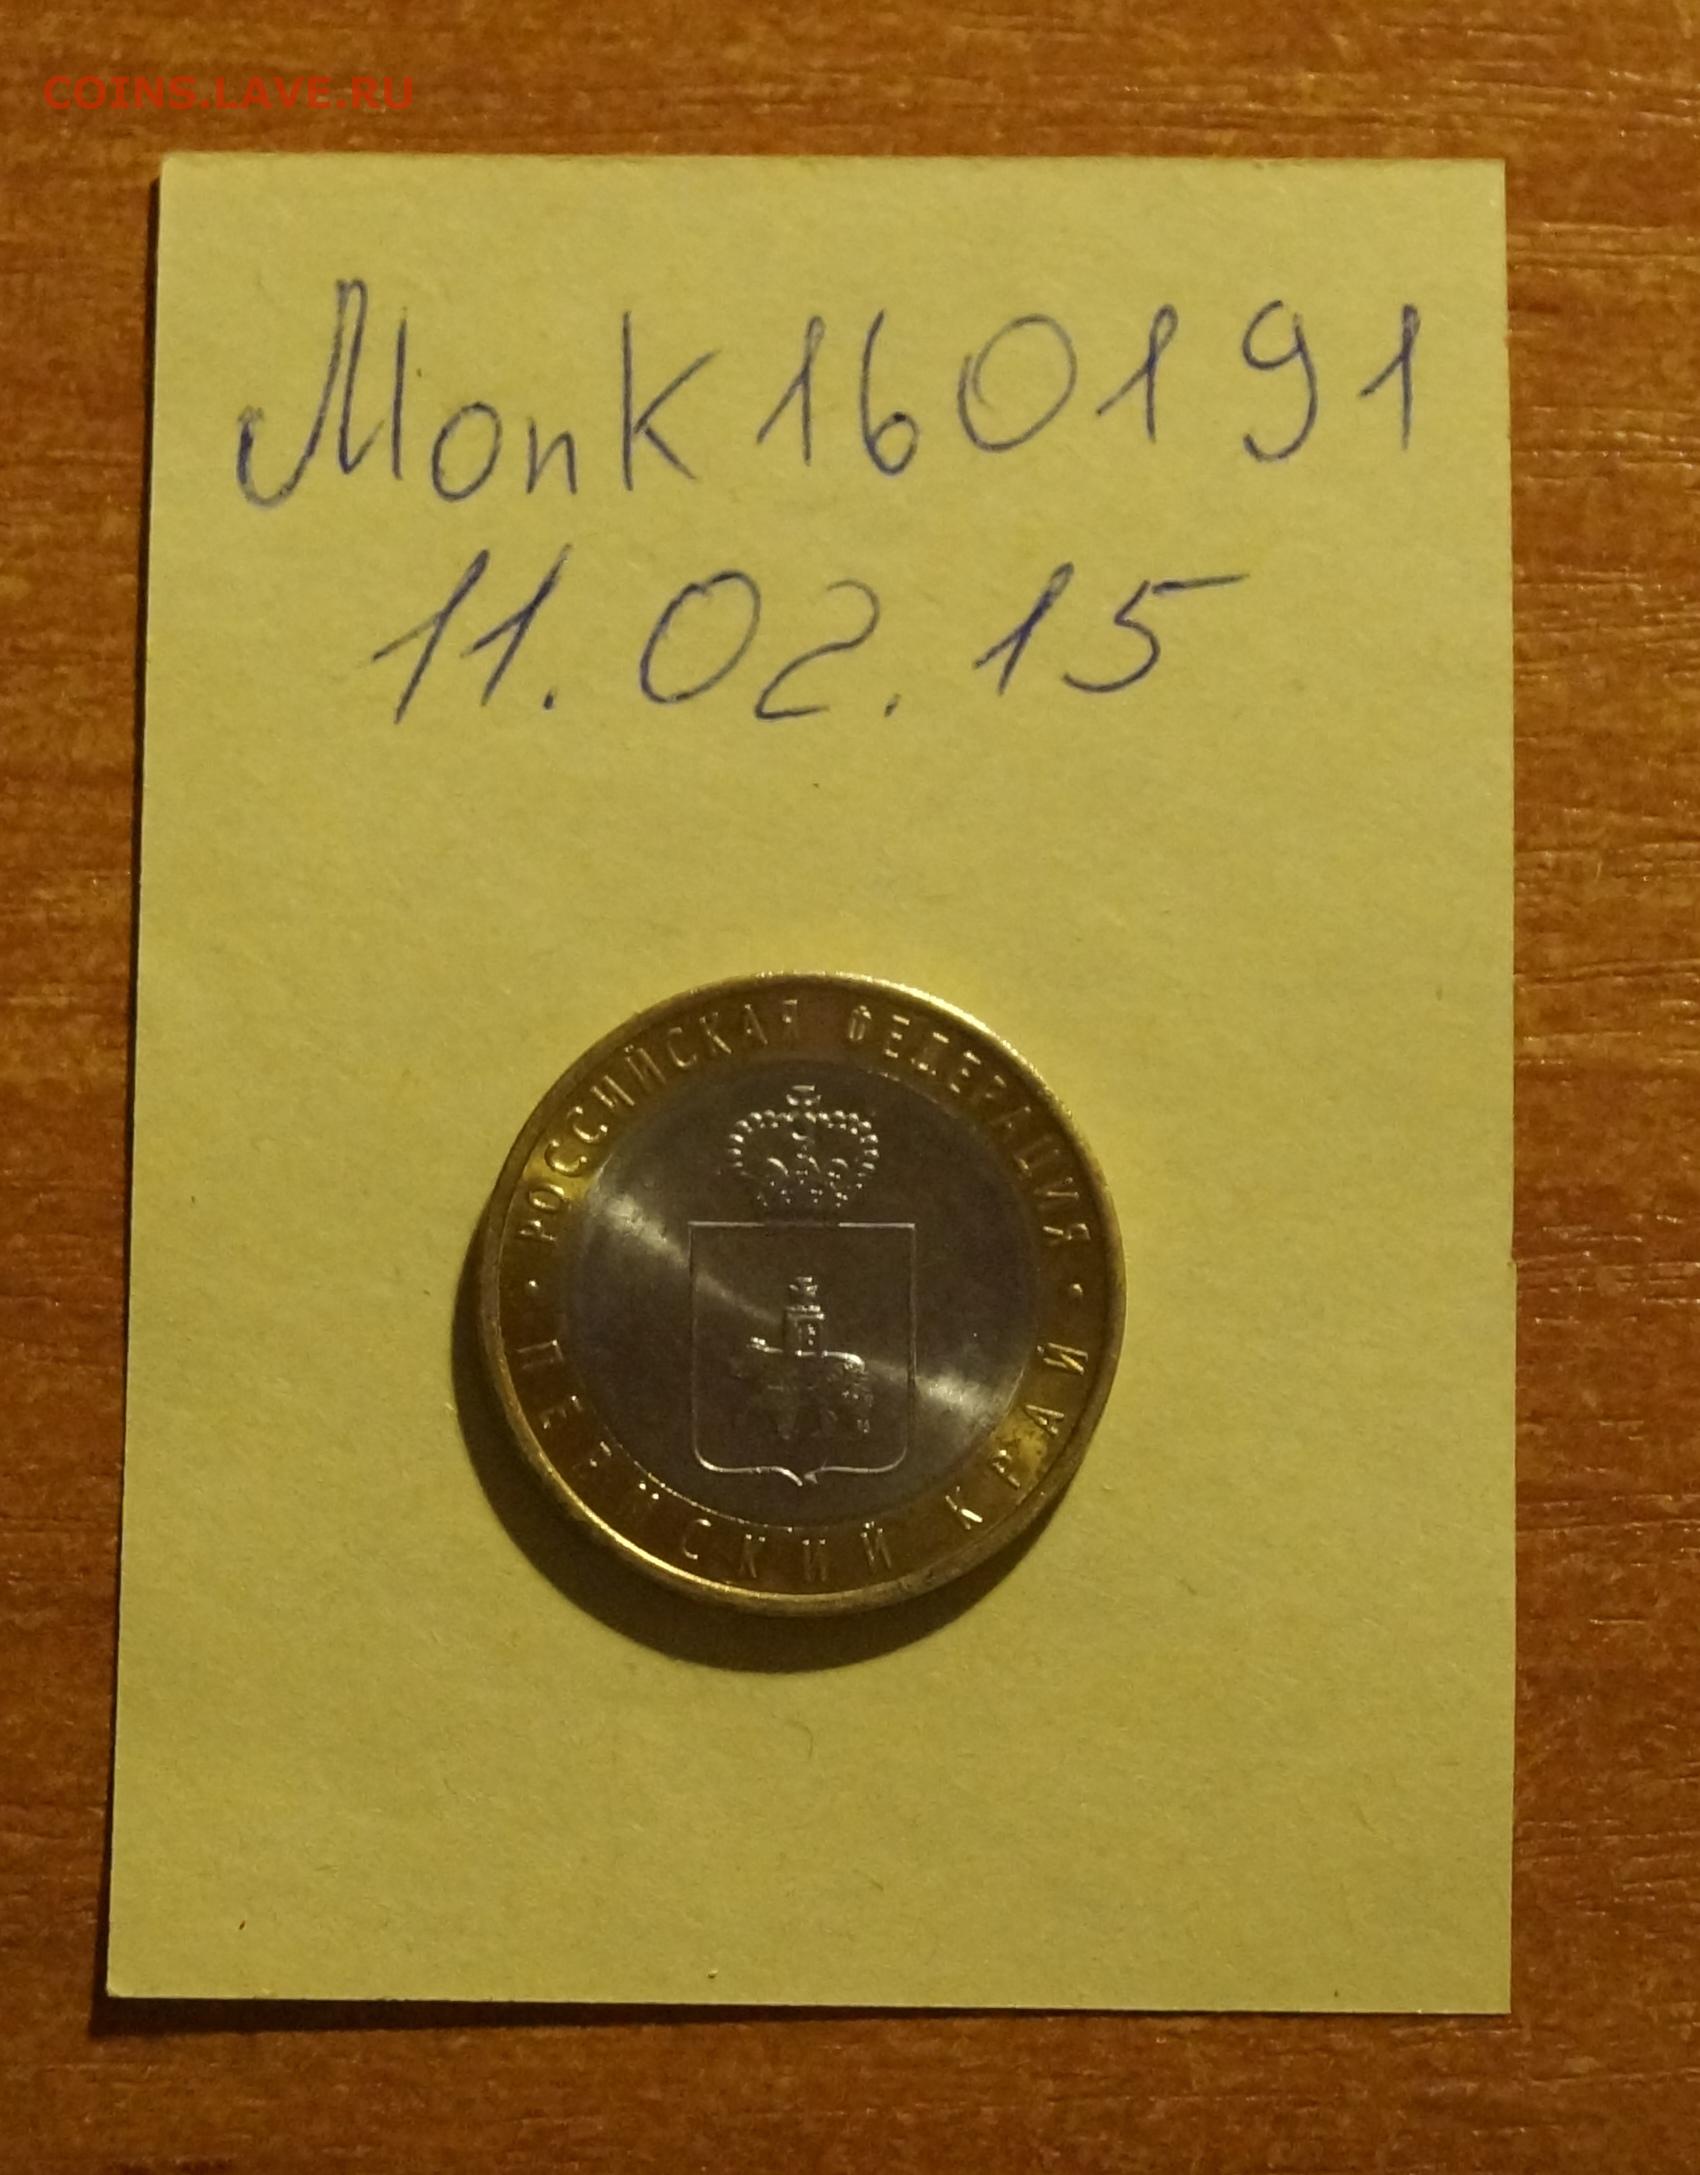 COINS.LAVE.RU
Monk160191
11.02.15
РОССИЙСКАЯ ФЕДЕРАЦИЯ
ПЕРМСКИЙ КРАЙ